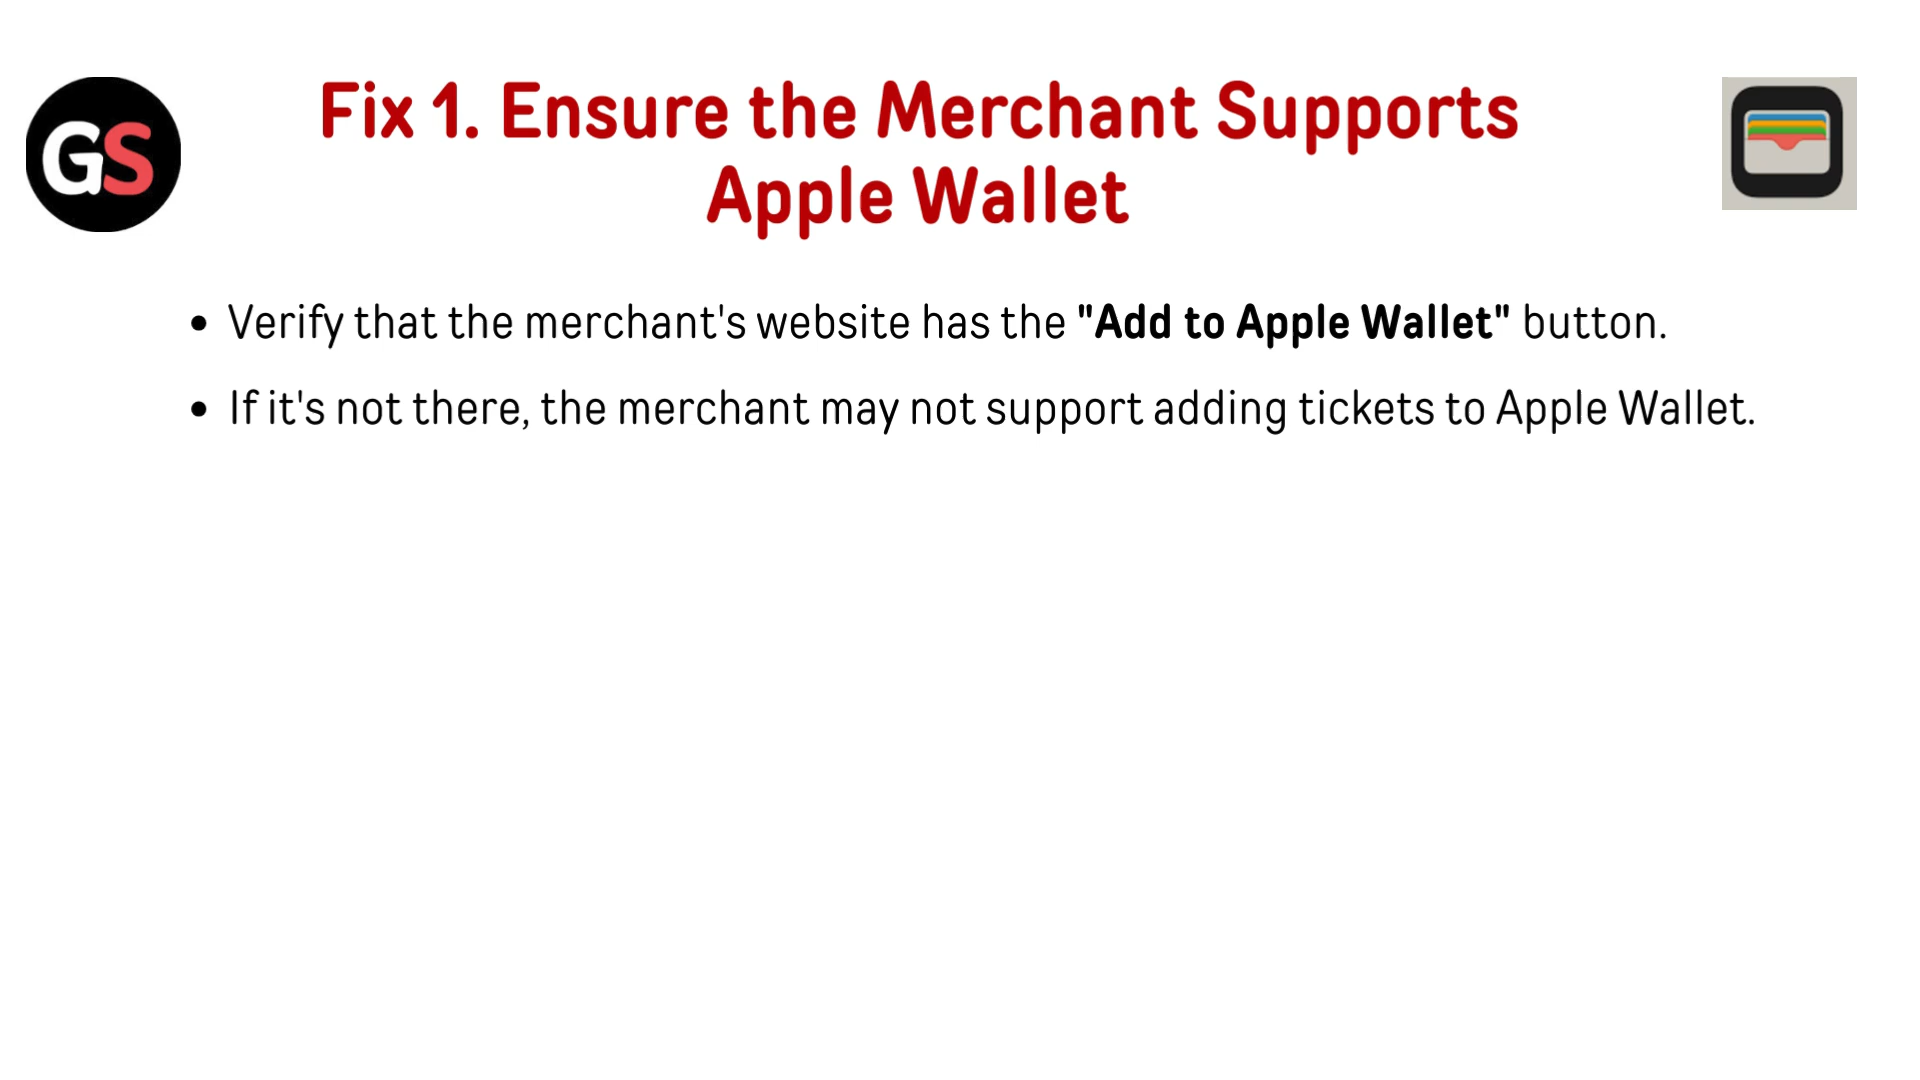 GS
Fix 1. Ensure the Merchant Supports
Apple Wallet
• Verify that the merchant's website has the "Add to Apple Wallet" button.
• If it's not there, the merchant may not support adding tickets to Apple Wallet.